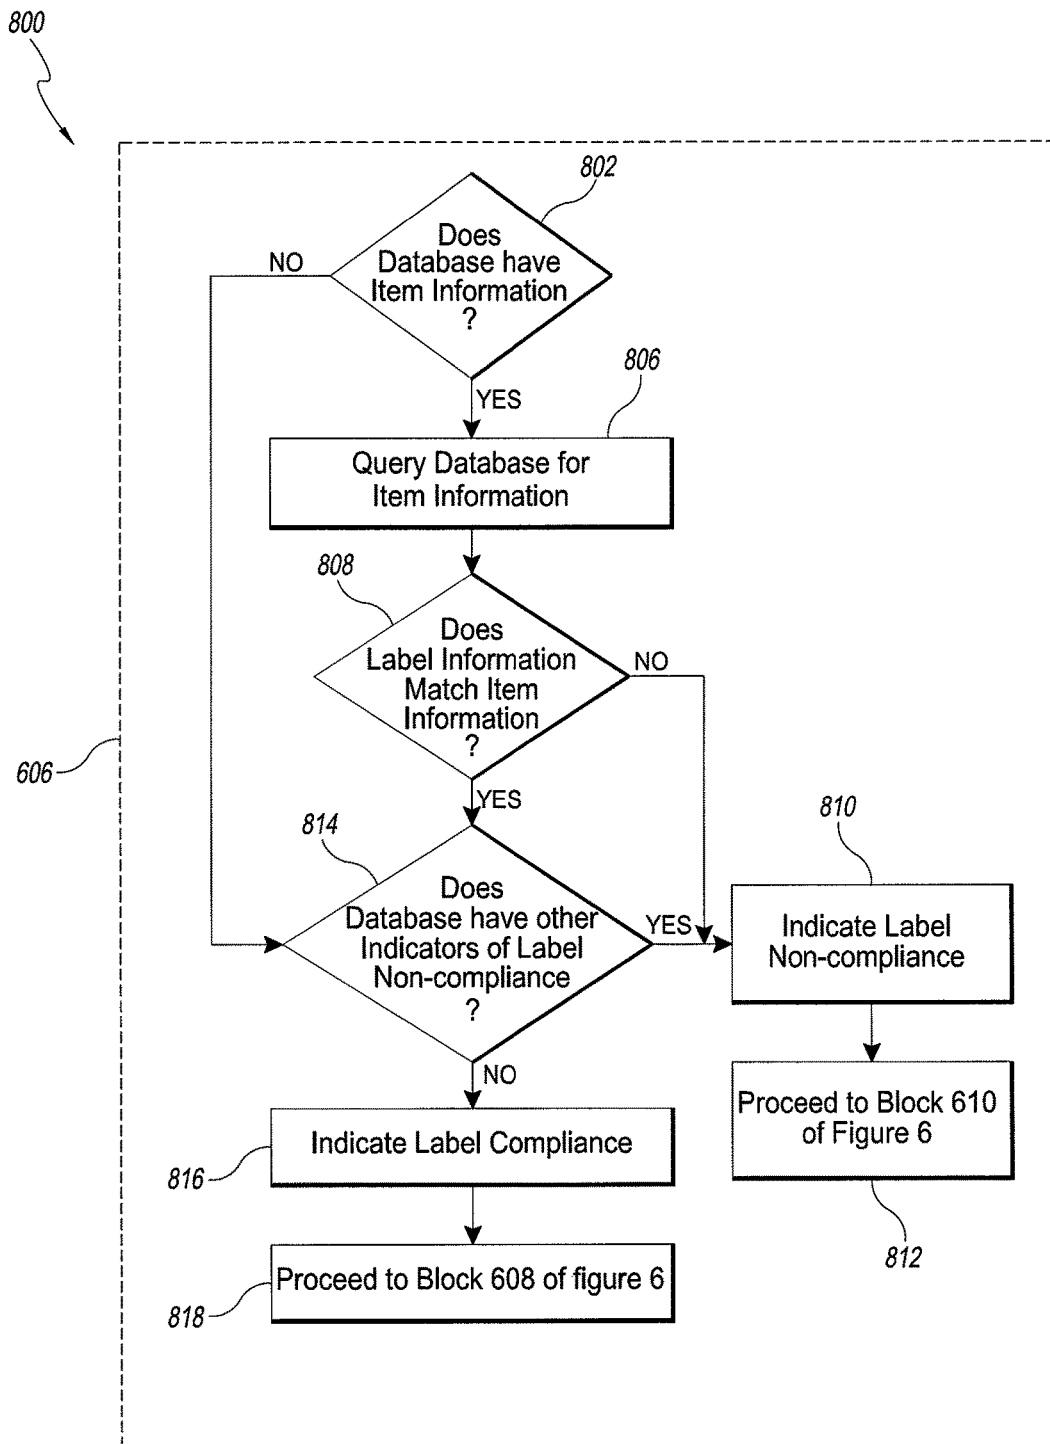 800
802
Does
Database have
Item Information
?
NO
YES
806
Query Database for
Item Information
808
Does
Label Information
Match Item
Information
?
NO
606
YES
814
810
Does
Database have other
Indicators of Label
Non-compliance
?
YES
Indicate Label
Non-compliance
NO
Proceed to Block 610
of Figure 6
Indicate Label Compliance
816
812
Proceed to Block 608 of figure 6
818